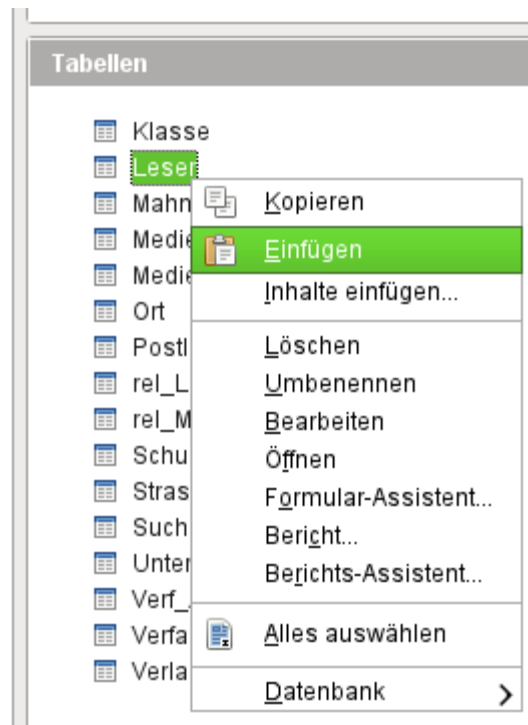 Tabellen
Klasse
Leser
Mahn
Kopieren
Medie
Einfügen
Medie
Inhalte einfügen...
Ort
Postl
Löschen
rel_L
Umbenennen
rel_M
Bearbeiten
Schu
Öffnen
Stras
Formular-Assistent...
Such
Bericht...
Unter
Berichts-Assistent...
Verf_
Verfa
Alles auswählen
Verla
Datenbank